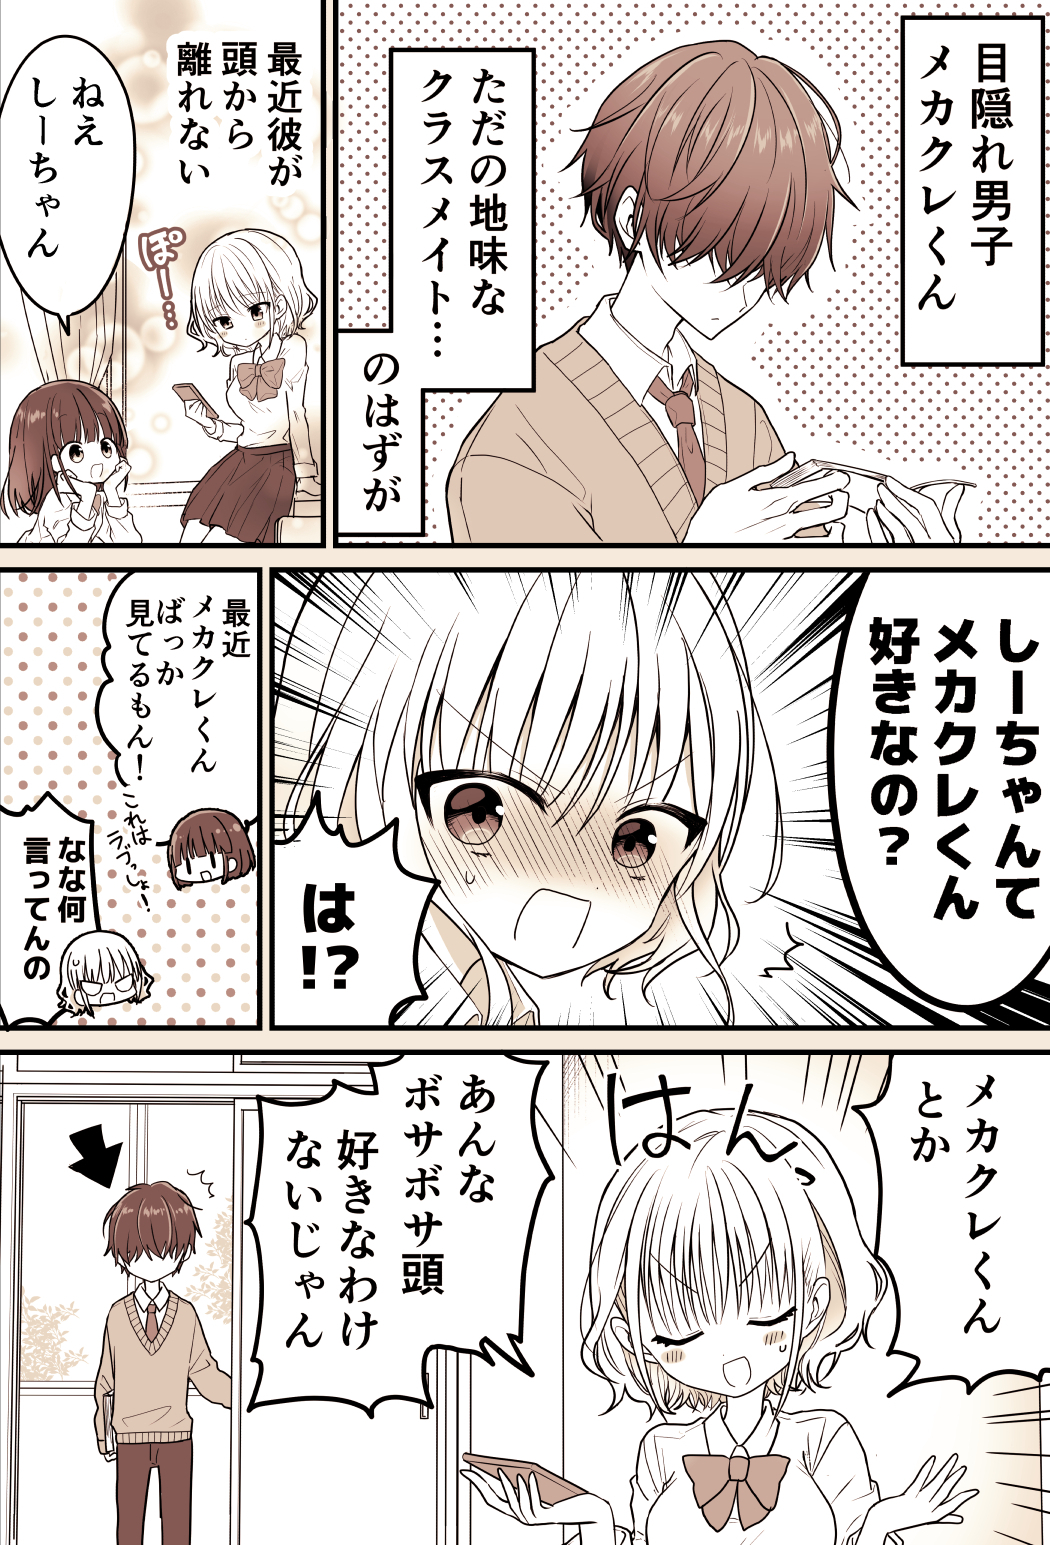 目隠れ男子
メカクレくん
ただの地味な
クラスメイト…
のはずが
最近彼が
頭から
離れない
ぽー…
ねえ
しーちゃん
しーちゃんて
メカクレくん
好きなの?
は!?
最近
メカクレくん
ばっか
見てるもん!
これは
ラブっしょ!
なな何
言ってんの
メカクレくん
とか
はんっ
あんな
ボサボサ頭
好きなわけ
ないじゃん